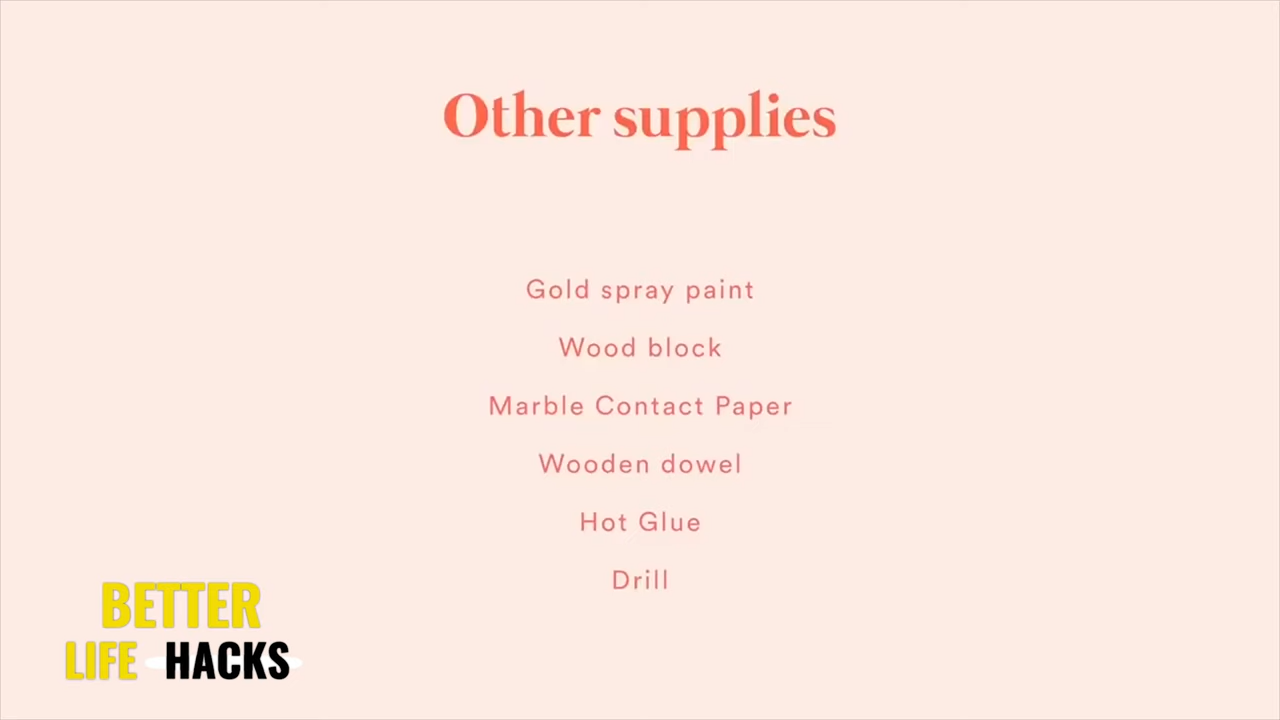 Other supplies
Gold spray paint
Wood block
Marble Contact Paper
Wooden dowel
Hot Glue
Drill
BETTER
LIFE HACKS